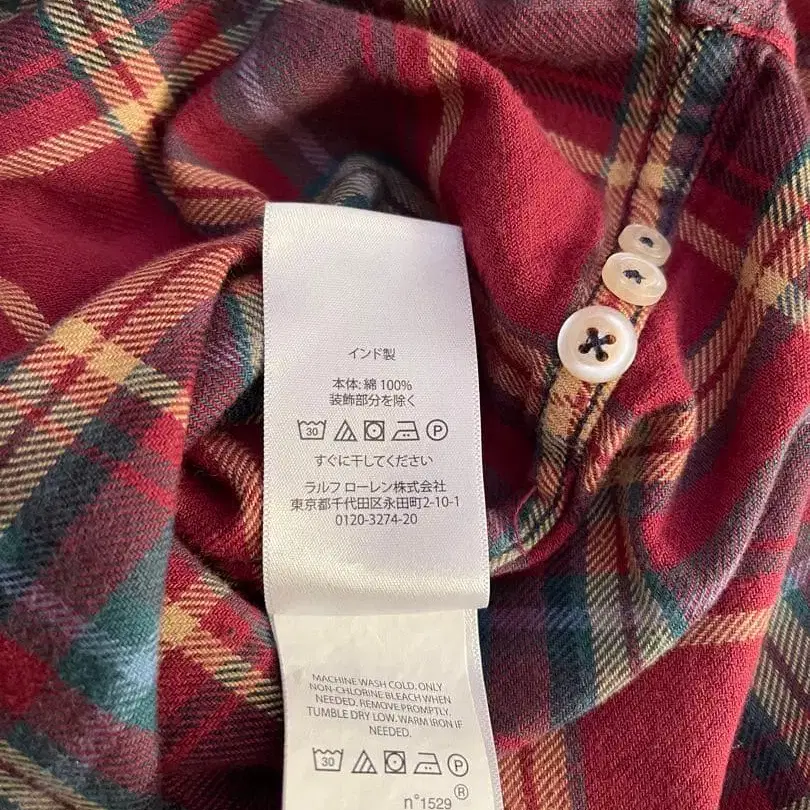 インド製
本体: 綿 100%
装飾部分を除く
30 P
すぐに干してください
ラルフ ローレン株式会社
東京都千代田区永田町2-10-1
0120-3274-20
MACHINE WASH COLD. ONLY
NON-CHLORINE BLEACH WHEN
NEEDED. REMOVE PROMPTLY.
TUMBLE DRY LOW. WARM IRON IF
NEEDED.
30 P
n°1529 ®